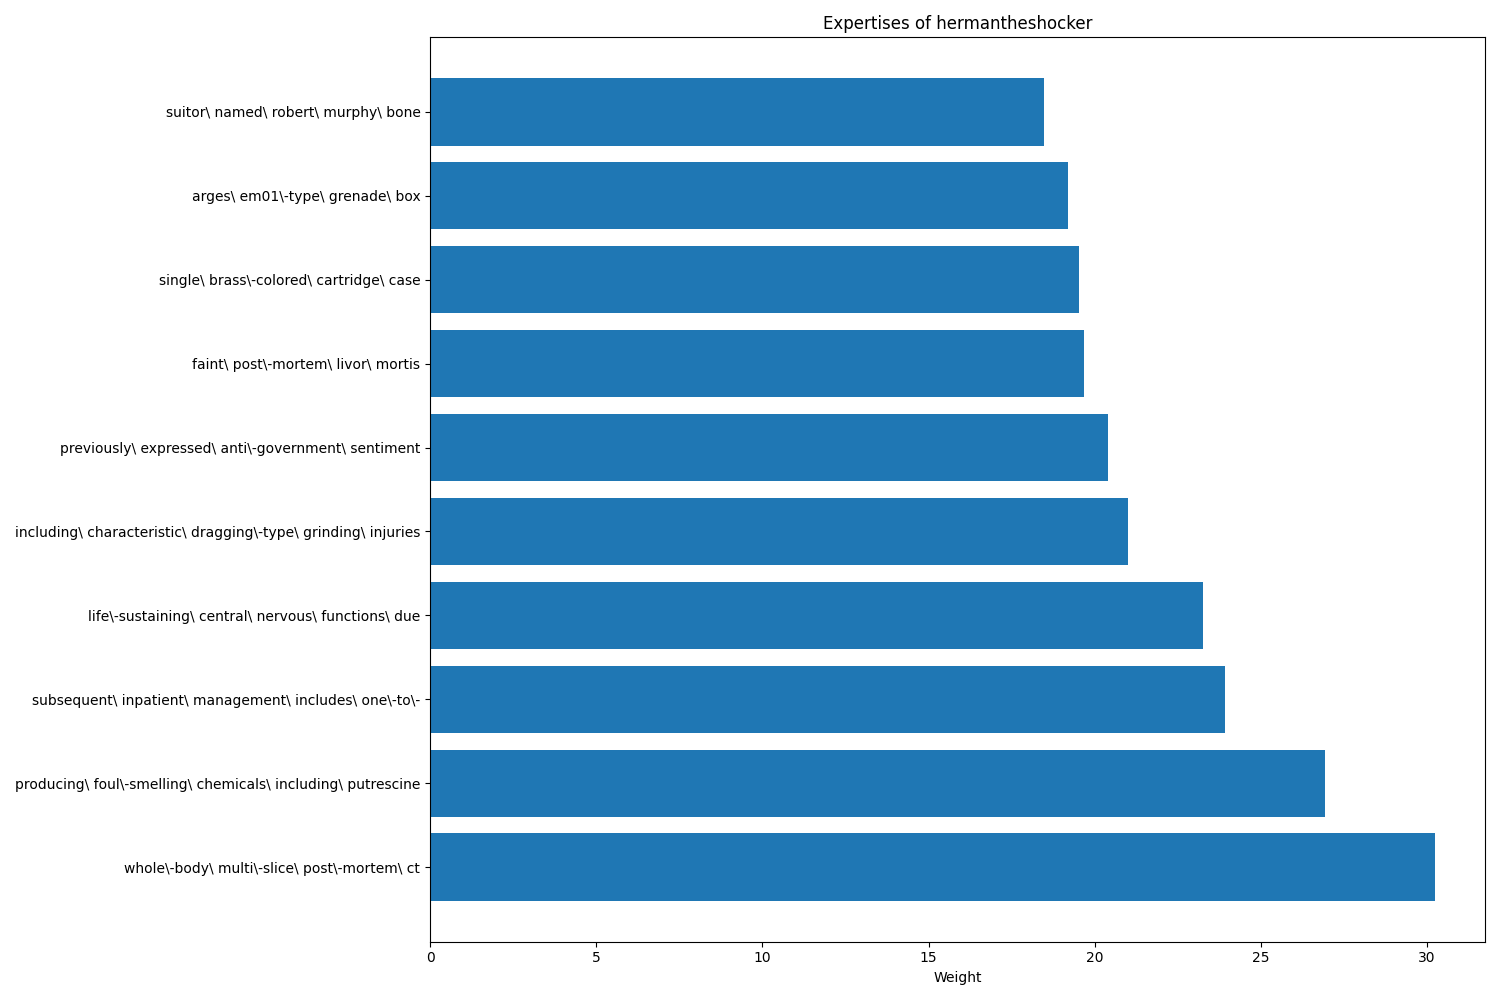 Expertises of hermantheshocker
suitor\ named\ robert\ murphy\ bone
arges\ em01\-type\ grenade\ box
single\ brass\-colored\ cartridge\ case
faint\ post\-mortem\ livor\ mortis
previously\ expressed\ anti\-government\ sentiment
including\ characteristic\ dragging\-type\ grinding\ injuries
life\-sustaining\ central\ nervous\ functions\ due
subsequent\ inpatient\ management\ includes\ one\-to\-
producing\ foul\-smelling\ chemicals\ including\ putrescine
whole\-body\ multi\-slice\ post\-mortem\ ct
0 5 10 15 20 25 30
Weight